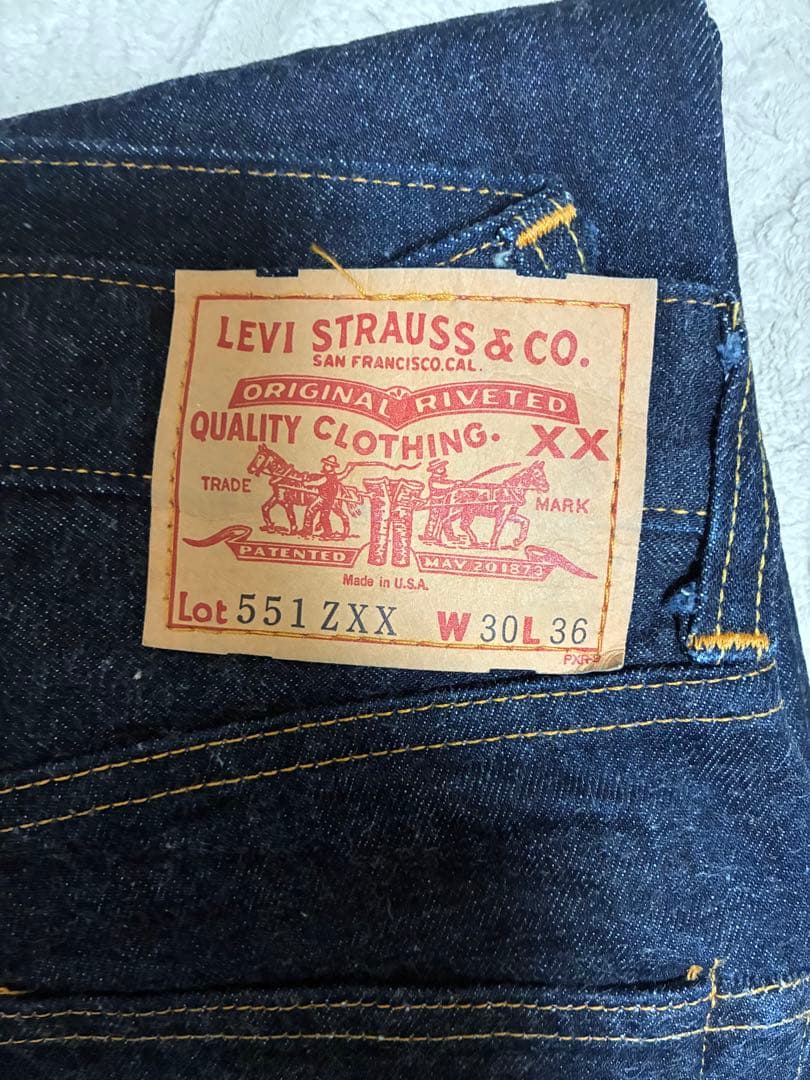 LEVI STRAUSS & CO.
SAN FRANCISCO.CAL.
ORIGINAL RIVETED
QUALITY CLOTHING. XX
TRADE MARK
PATENTED MAY 20 1873
Made in U.S.A.
Lot 551 ZXX W 30 L 36